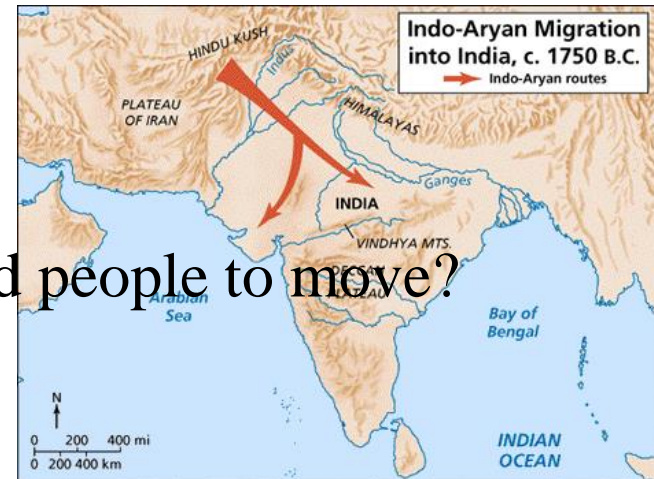 Indo-Aryan Migration
into India, c. 1750 B.C.
Indo-Aryan routes
HINDU KUSH
Indus
PLATEAU
OF IRAN
HIMALAYAS
Ganges
INDIA
VINDHYA MTS.
d people to move?
DECCAN
PLATEAU
Arabian
Sea
Bay of
Bengal
N
0 200 400 mi
0 200 400 km
INDIAN
OCEAN